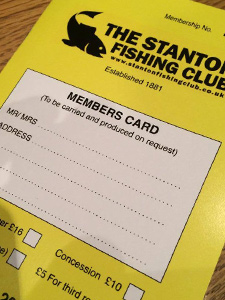 Membership No.
THE STANTON
FISHING CLUB
www.stantonfishingclub.co.uk
Established 1881
MEMBERS CARD
(To be carried and produced on request)
MR/ MRS
ADDRESS
£16
Concession £10
£5 For third